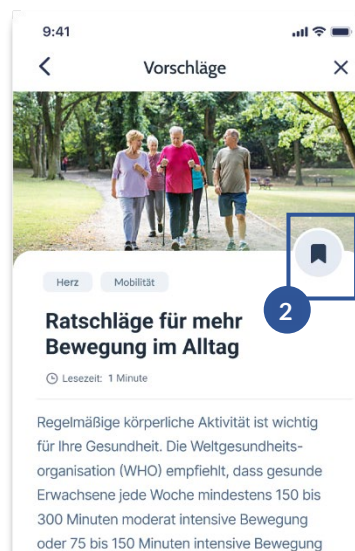 9:41
Vorschläge
Herz Mobilität
2
Ratschläge für mehr
Bewegung im Alltag
Lesezeit: 1 Minute
Regelmäßige körperliche Aktivität ist wichtig
für Ihre Gesundheit. Die Weltgesundheits-
organisation (WHO) empfiehlt, dass gesunde
Erwachsene jede Woche mindestens 150 bis
300 Minuten moderat intensive Bewegung
oder 75 bis 150 Minuten intensive Bewegung